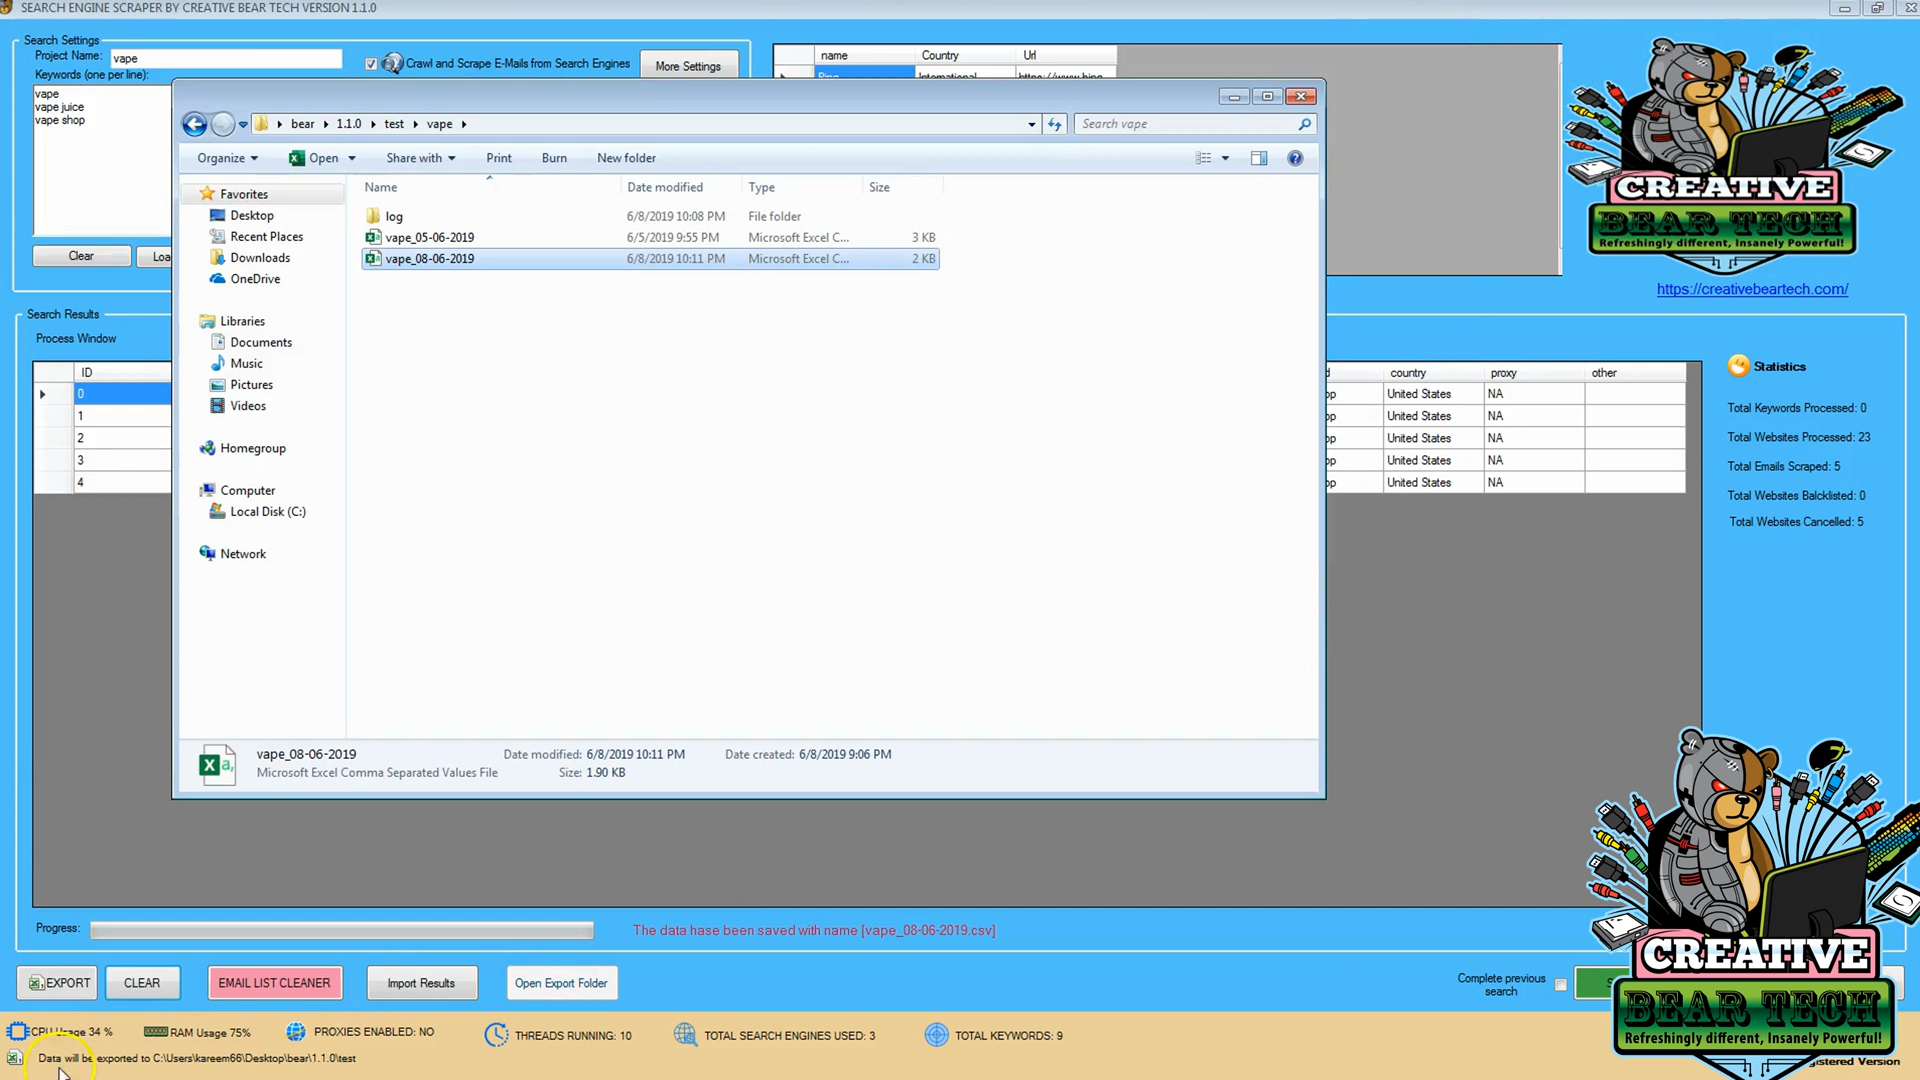 SEARCH ENGINE SCRAPER BY CREATIVE BEAR TECH VERSION 1.1.0
Search Settings
Project Name: vape
Crawl and Scrape E-Mails from Search Engines
More Settings
Keywords (one per line):
vape
vape juice
vape shop
Clear
name Country Url
Bing International https://www.bing
CREATIVE
BEAR TECH
Refreshingly different, Insanely Powerful!
https://creativebeartech.com/
bear 1.1.0 test vape
Search vape
Organize Open Share with Print Burn New folder
Name Date modified Type Size
log 6/8/2019 10:08 PM File folder
vape_05-06-2019 6/5/2019 9:55 PM Microsoft Excel C... 3 KB
vape_08-06-2019 6/8/2019 10:11 PM Microsoft Excel C... 2 KB
Favorites
Desktop
Recent Places
Downloads
OneDrive
Libraries
Documents
Music
Pictures
Videos
Homegroup
Computer
Local Disk (C:)
Network
vape_08-06-2019 Date modified: 6/8/2019 10:11 PM Date created: 6/8/2019 9:06 PM
Microsoft Excel Comma Separated Values File Size: 1.90 KB
Search Results
Process Window
ID
0
1
2
3
4
country proxy other
United States NA
United States NA
United States NA
United States NA
United States NA
Statistics
Total Keywords Processed: 0
Total Websites Processed: 23
Total Emails Scraped: 5
Total Websites Balcklisted: 0
Total Websites Cancelled: 5
Progress:
The data hase been saved with name [vape_08-06-2019.csv]
EXPORT
CLEAR
EMAIL LIST CLEANER
Import Results
Open Export Folder
Complete previous
search
CREATIVE
BEAR TECH
Refreshingly different, Insanely Powerful!
CPU Usage 34 %
RAM Usage 75%
PROXIES ENABLED: NO
THREADS RUNNING: 10
TOTAL SEARCH ENGINES USED: 3
TOTAL KEYWORDS: 9
Data will be exported to C:\Users\kareem66\Desktop\bear\1.1.0\test
Version